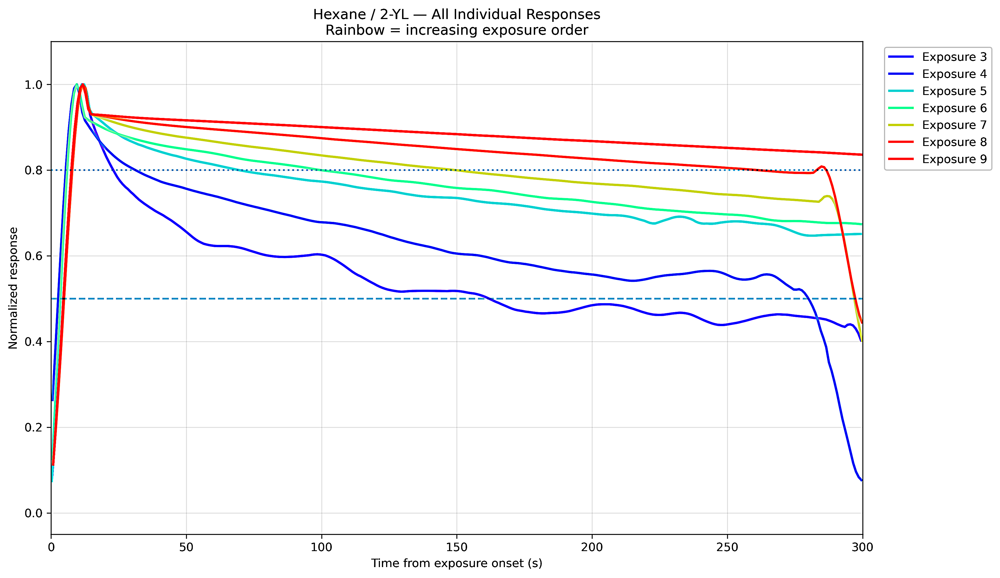 Hexane / 2-YL — All Individual Responses
Rainbow = increasing exposure order
Normalized response
1.0
0.8
0.6
0.4
0.2
0.0
0
50
100
150
200
250
300
Time from exposure onset (s)
Exposure 3
Exposure 4
Exposure 5
Exposure 6
Exposure 7
Exposure 8
Exposure 9